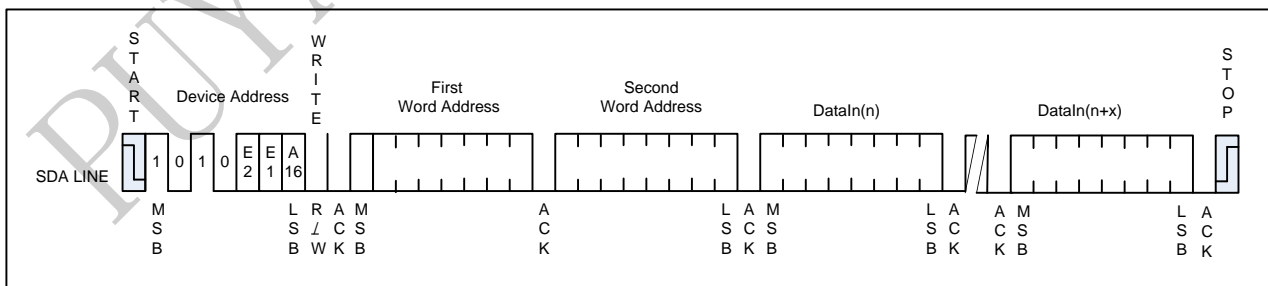 PUY
START
WRITE
STOP
Device Address
First
Word Address
Second
Word Address
DataIn(n)
DataIn(n+x)
SDA LINE
1 0 1 0 E2 E1 A16
MSB
LSB
R/W
ACK
MSB
ACK
LSB
ACK
MSB
LSB
ACK
ACK
MSB
LSB
ACK